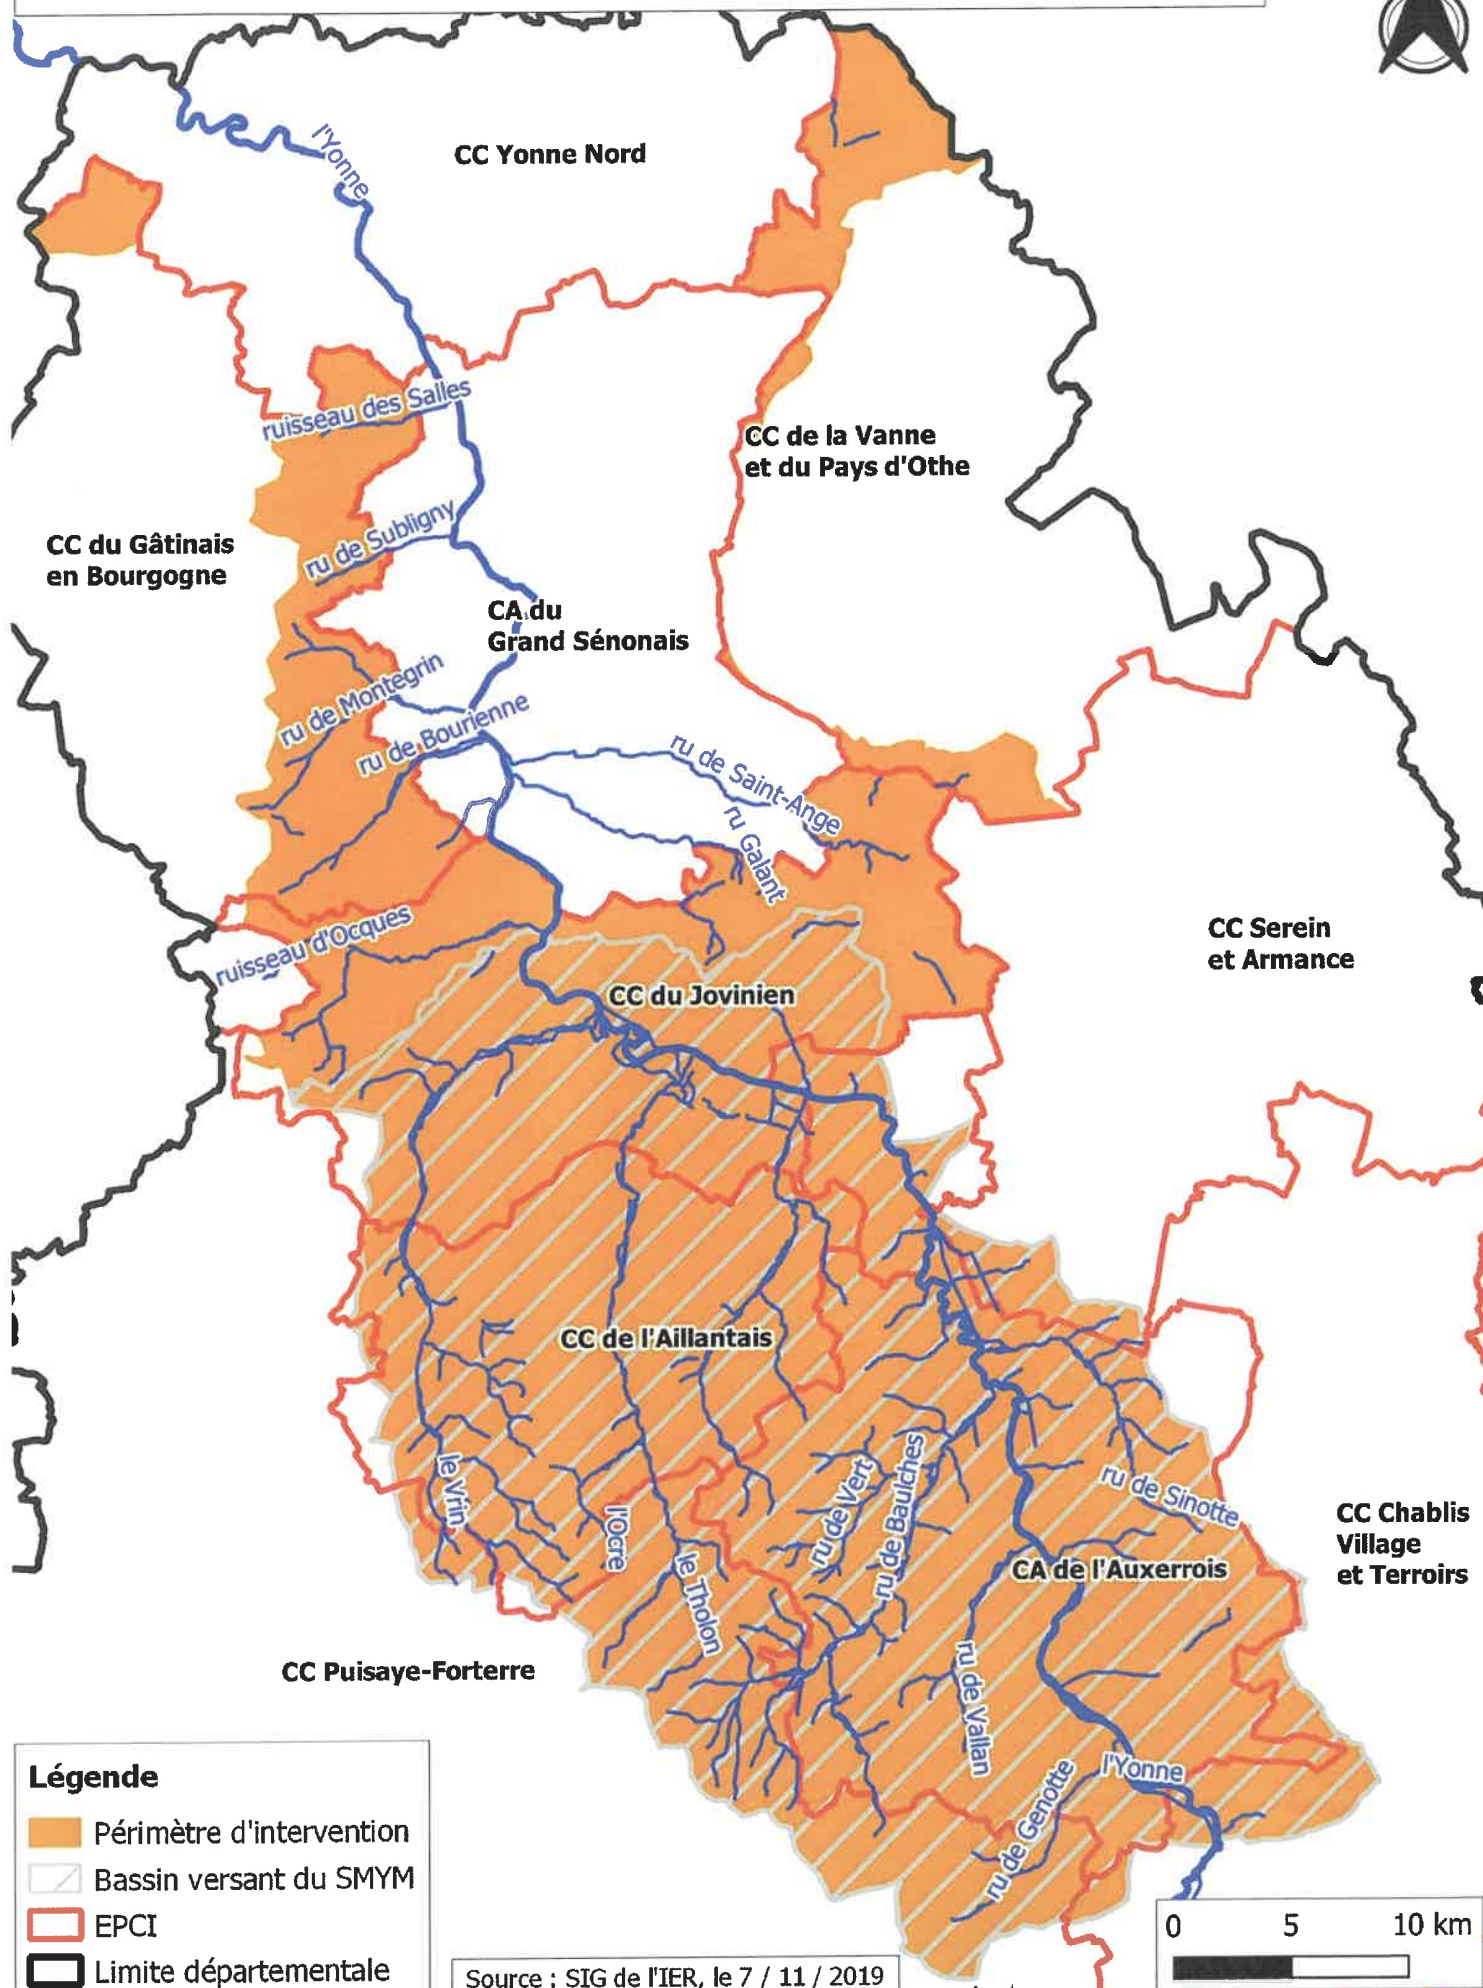 l'Yonne
CC Yonne Nord
ruisseau des Salles
CC de la Vanne
et du Pays d'Othe
ru de Subligny
CC du Gâtinais
en Bourgogne
CA du
Grand Sénonais
ru de Montegrin
ru de Bourienne
ru de Saint-Ange
ru Galant
ruisseau d'Ocques
CC Serein
et Armance
CC du Jovinien
CC de l'Aillantais
le Vrin
l'Ocre
le Tholon
ru de Vert
ru de Baulches
ru de Sinotte
CC Chablis
Village
et Terroirs
CA de l'Auxerrois
CC Puisaye-Forterre
ru de Vallan
l'Yonne
ru de Genotte
Légende
Périmètre d'intervention
Bassin versant du SMYM
EPCI
Limite départementale
Source : SIG de l'IER, le 7 / 11 / 2019
0 5 10 km